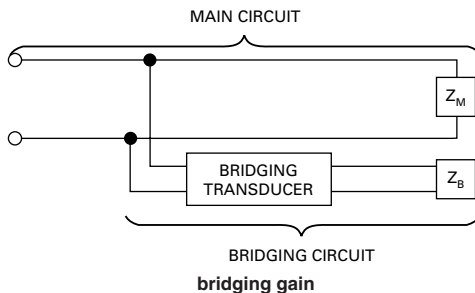 MAIN CIRCUIT
Z_M
BRIDGING
TRANSDUCER
Z_B
BRIDGING CIRCUIT
bridging gain